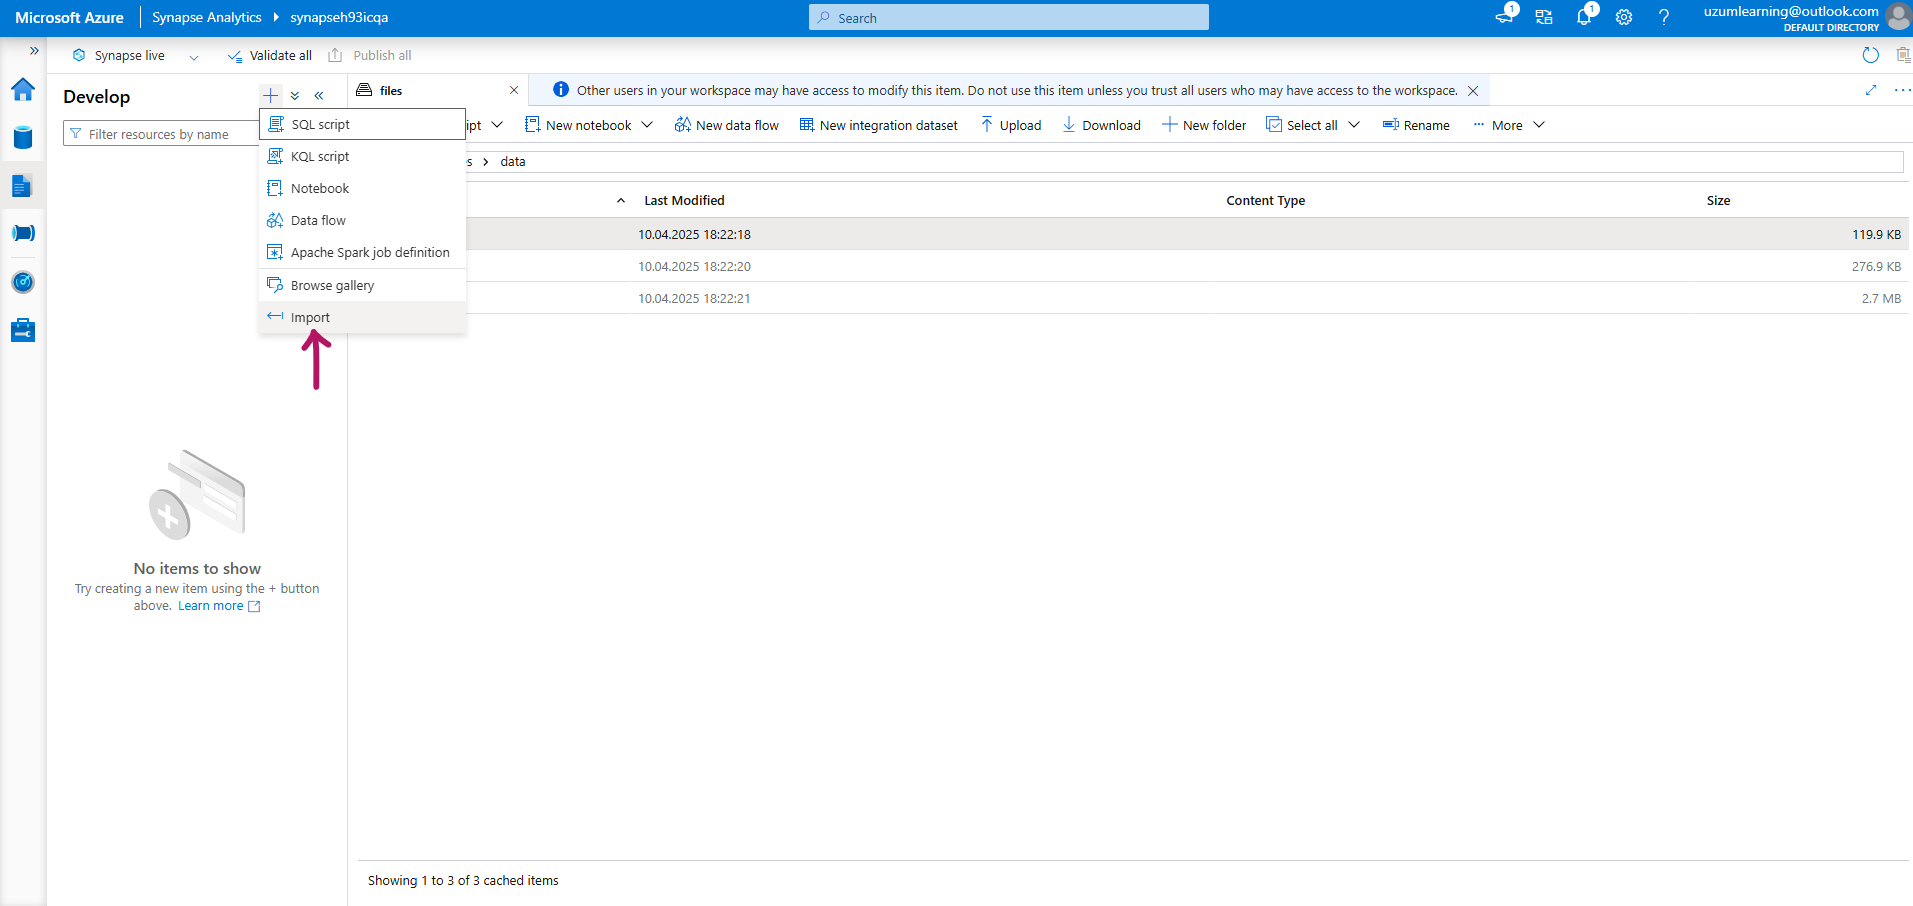 Microsoft Azure Synapse Analytics synapseh93icqa Search 1 1 uzumlearning@outlook.com
DEFAULT DIRECTORY
Synapse live Validate all Publish all
Develop
Filter resources by name
SQL script
KQL script
Notebook
Data flow
Apache Spark job definition
Browse gallery
Import
No items to show
Try creating a new item using the + button
above. Learn more
files
Other users in your workspace may have access to modify this item. Do not use this item unless you trust all users who may have access to the workspace.
ipt New notebook New data flow New integration dataset Upload Download New folder Select all Rename More
es data
Last Modified Content Type Size
10.04.2025 18:22:18 119.9 KB
10.04.2025 18:22:20 276.9 KB
10.04.2025 18:22:21 2.7 MB
Showing 1 to 3 of 3 cached items